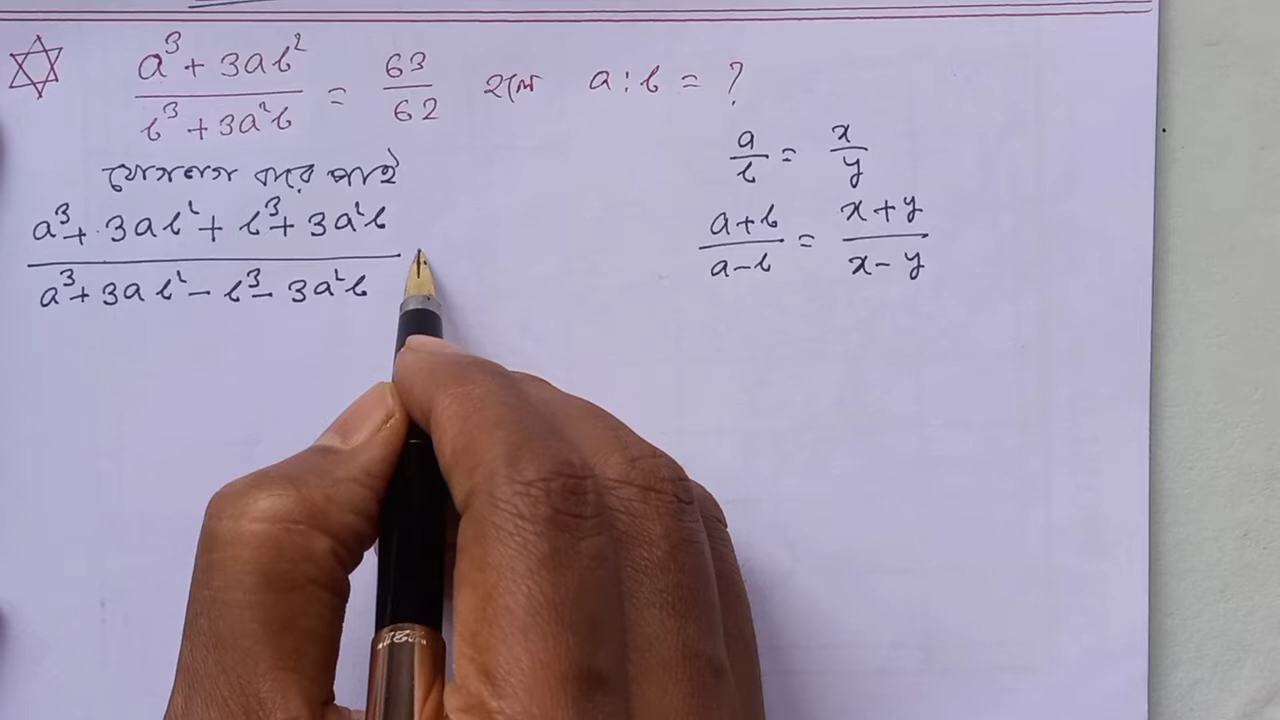 a³ + 3ab² / b³ + 3a²b = 63 / 62 হলে a : b = ?
যোগভাগ করে পাই
a³ + 3ab² + b³ + 3a²b / a³ + 3ab² - b³ - 3a²b
a / b = x / y
a+b / a-b = x+y / x-y